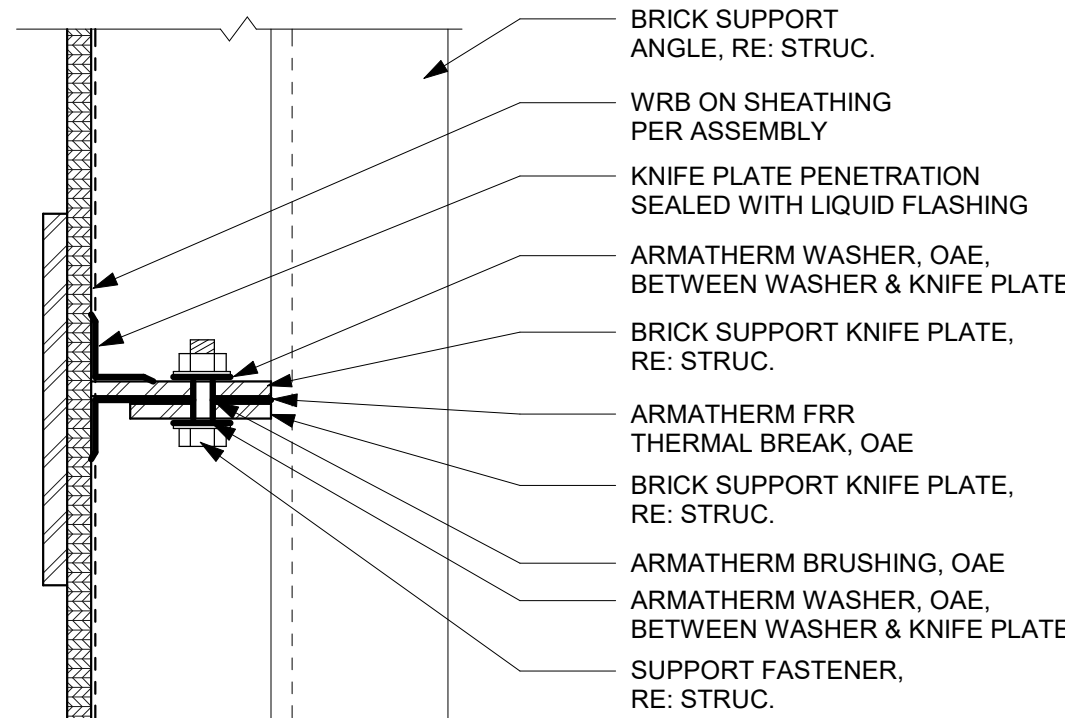 BRICK SUPPORT
ANGLE, RE: STRUC.
WRB ON SHEATHING
PER ASSEMBLY
KNIFE PLATE PENETRATION
SEALED WITH LIQUID FLASHING
ARMATHERM WASHER, OAE,
BETWEEN WASHER & KNIFE PLATE
BRICK SUPPORT KNIFE PLATE,
RE: STRUC.
ARMATHERM FRR
THERMAL BREAK, OAE
BRICK SUPPORT KNIFE PLATE,
RE: STRUC.
ARMATHERM BRUSHING, OAE
ARMATHERM WASHER, OAE,
BETWEEN WASHER & KNIFE PLATE
SUPPORT FASTENER,
RE: STRUC.